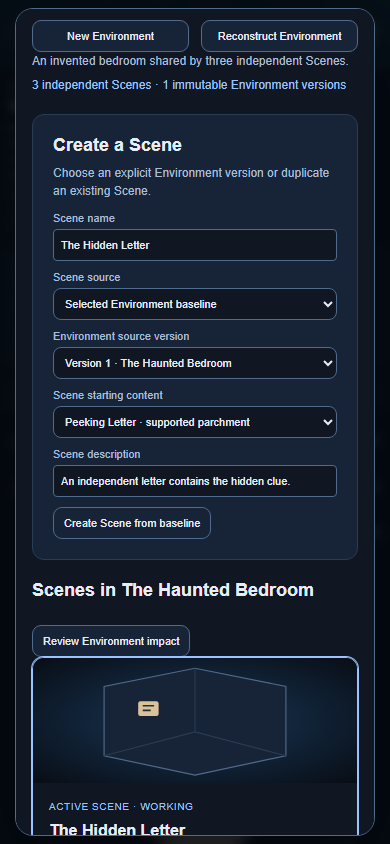 New Environment
Reconstruct Environment
An invented bedroom shared by three independent Scenes.
3 independent Scenes · 1 immutable Environment versions
Create a Scene
Choose an explicit Environment version or duplicate
an existing Scene.
Scene name
The Hidden Letter
Scene source
Selected Environment baseline
Environment source version
Version 1 · The Haunted Bedroom
Scene starting content
Peeking Letter · supported parchment
Scene description
An independent letter contains the hidden clue.
Create Scene from baseline
Scenes in The Haunted Bedroom
Review Environment impact
ACTIVE SCENE · WORKING
The Hidden Letter